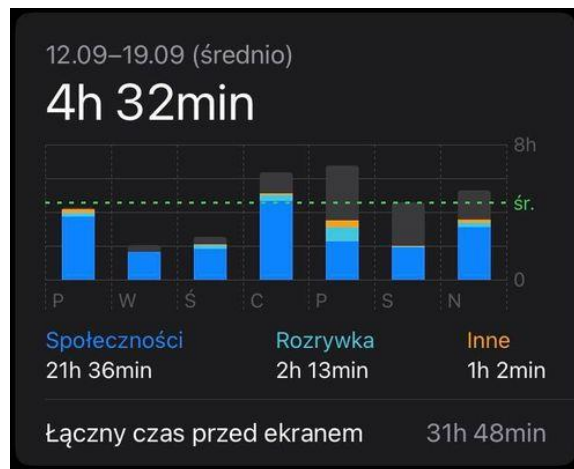 12.09–19.09 (średnio)
4h 32min
8h
śr.
0
P W Ś C P S N
Społeczności Rozrywka Inne
21h 36min 2h 13min 1h 2min
Łączny czas przed ekranem 31h 48min